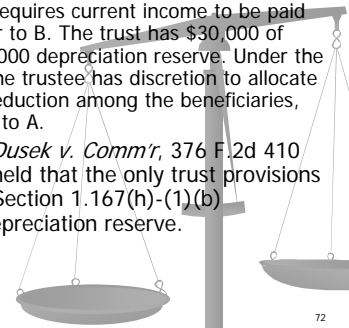 requires current income to be paid
r to B. The trust has $30,000 of
000 depreciation reserve. Under the
ne trustee has discretion to allocate
eduction among the beneficiaries,
to A.
Dusek v. Comm'r, 376 F.2d 410
held that the only trust provisions
Section 1.167(h)-(1)(b)
epreciation reserve.
72